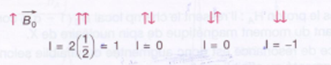 ↑ B₀ ↑↑ ↑↓ ↑↓ ↓↓
I = 2(1/2) = 1 I = 0 I = 0 J = -1